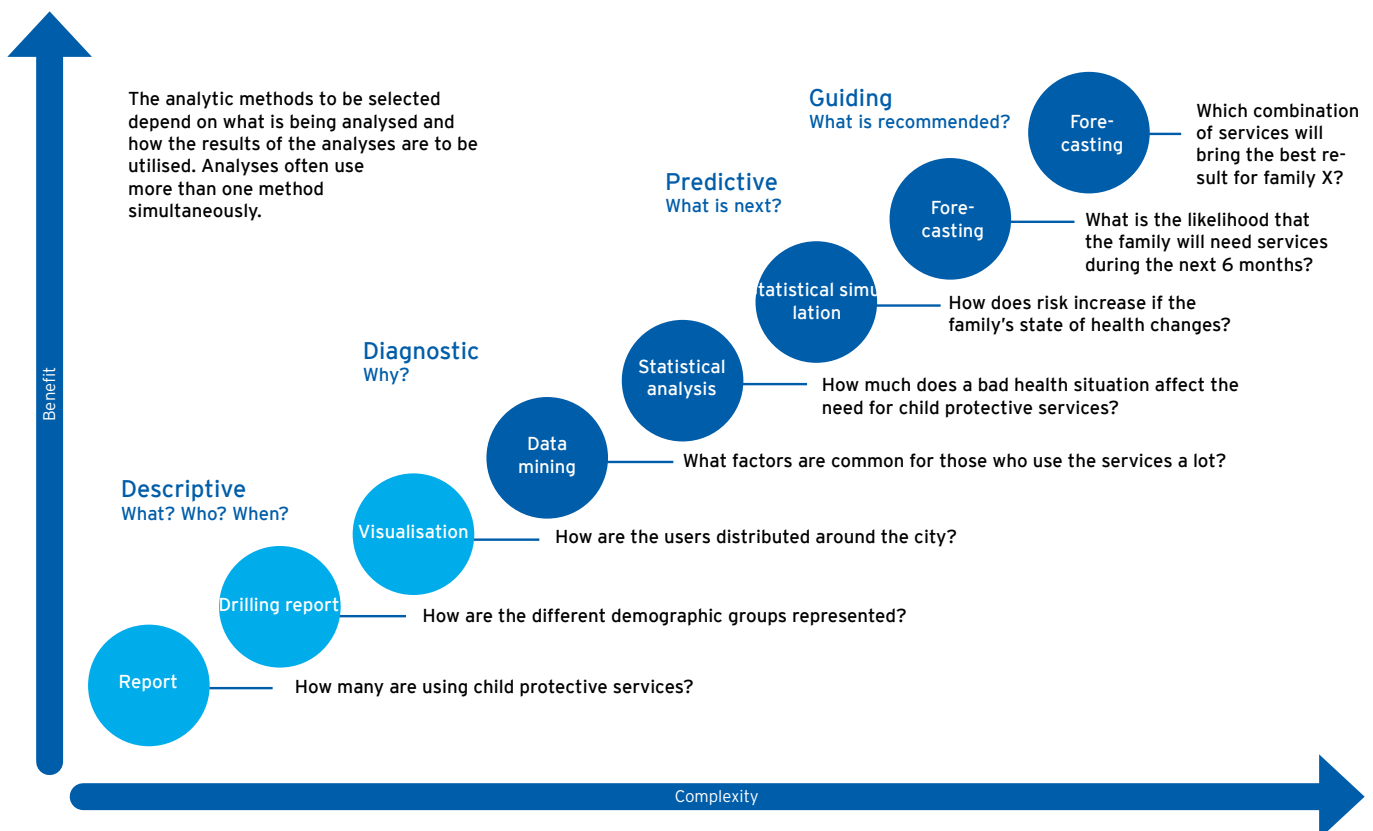 The analytic methods to be selected
depend on what is being analysed and
how the results of the analyses are to be
utilised. Analyses often use
more than one method
simultaneously.
Guiding
What is recommended?
Fore-
casting
Which combination
of services will
bring the best re-
sult for family X?
Predictive
What is next?
Fore-
casting
What is the likelihood that
the family will need services
during the next 6 months?
tatistical simu
lation
How does risk increase if the
family's state of health changes?
Diagnostic
Why?
Statistical
analysis
How much does a bad health situation affect the
need for child protective services?
Data
mining
What factors are common for those who use the services a lot?
Descriptive
What? Who? When?
Visualisation
How are the users distributed around the city?
Drilling report
How are the different demographic groups represented?
Report
How many are using child protective services?
Benefit
Complexity